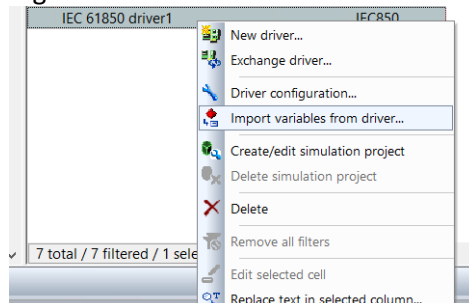 IEC 61850 driver1 IEC850
New driver...
Exchange driver...
Driver configuration...
Import variables from driver...
Create/edit simulation project
Delete simulation project
Delete
Remove all filters
7 total / 7 filtered / 1 sele
Edit selected cell
Replace text in selected column...